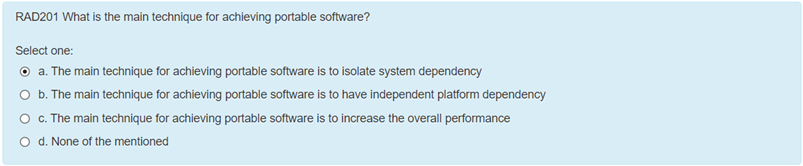 RAD201 What is the main technique for achieving portable software?
Select one:
a. The main technique for achieving portable software is to isolate system dependency
b. The main technique for achieving portable software is to have independent platform dependency
c. The main technique for achieving portable software is to increase the overall performance
d. None of the mentioned